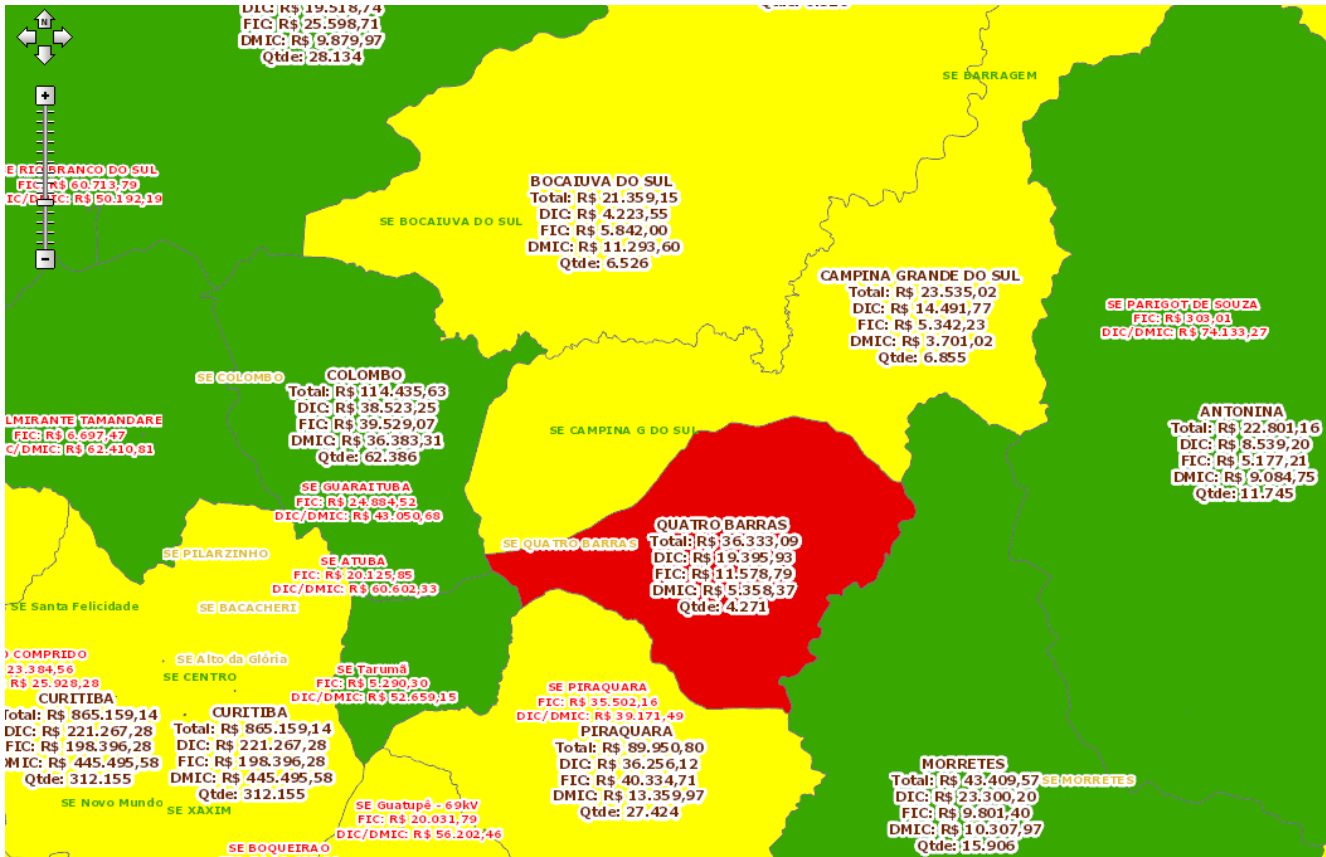 DIC: R$ 19.518,74
FIC: R$ 25.598,71
DMIC: R$ 9.879,97
Qtde: 28.134
N
+
-
SE BARRAGEM
E RIO BRANCO DO SUL
FIC: R$ 60.713,79
IC/DMIC: R$ 50.192,19
BOCAIUVA DO SUL
Total: R$ 21.359,15
DIC: R$ 4.223,55
FIC: R$ 5.842,00
DMIC: R$ 11.293,60
Qtde: 6.526
SE BOCAIUVA DO SUL
CAMPINA GRANDE DO SUL
Total: R$ 23.535,02
DIC: R$ 14.491,77
FIC: R$ 5.342,23
DMIC: R$ 3.701,02
Qtde: 6.855
SE PARIGOT DE SOUZA
FIC: R$ 303,01
DIC/DMIC: R$ 74.133,27
SE COLOMBO
COLOMBO
Total: R$ 114.435,63
DIC: R$ 38.523,25
FIC: R$ 39.529,07
DMIC: R$ 36.383,31
Qtde: 62.386
LMIRANTE TAMANDARE
FIC: R$ 6.697,47
C/DMIC: R$ 62.410,81
SE CAMPINA G DO SUL
ANTONINA
Total: R$ 22.801,16
DIC: R$ 8.539,20
FIC: R$ 5.177,21
DMIC: R$ 9.084,75
Qtde: 11.745
SE GUARAITUBA
FIC: R$ 24.884,52
DIC/DMIC: R$ 43.050,68
SE QUATRO BARRAS
QUATRO BARRAS
Total: R$ 36.333,09
DIC: R$ 19.395,93
FIC: R$ 11.578,79
DMIC: R$ 5.358,37
Qtde: 4.271
SE PILARZINHO
SE ATUBA
FIC: R$ 20.125,85
DIC/DMIC: R$ 60.602,33
SE Santa Felicidade
SE BACACHERI
O COMPRIDO
23.384,56
R$ 25.928,28
SE Alto da Glória
SE CENTRO
SE Tarumã
FIC: R$ 5.290,30
DIC/DMIC: R$ 52.659,15
SE PIRAQUARA
FIC: R$ 35.502,16
DIC/DMIC: R$ 39.171,49
CURITIBA
Total: R$ 865.159,14
DIC: R$ 221.267,28
FIC: R$ 198.396,28
DMIC: R$ 445.495,58
Qtde: 312.155
CURITIBA
Total: R$ 865.159,14
DIC: R$ 221.267,28
FIC: R$ 198.396,28
DMIC: R$ 445.495,58
Qtde: 312.155
PIRAQUARA
Total: R$ 89.950,80
DIC: R$ 36.256,12
FIC: R$ 40.334,71
DMIC: R$ 13.359,97
Qtde: 27.424
MORRETES
Total: R$ 43.409,57
DIC: R$ 23.300,20
FIC: R$ 9.801,40
DMIC: R$ 10.307,97
Qtde: 15.906
SE MORRETES
SE Novo Mundo
SE XAXIM
SE Guatupê - 69kV
FIC: R$ 20.031,79
DIC/DMIC: R$ 56.202,46
SE BOQUEIRAO